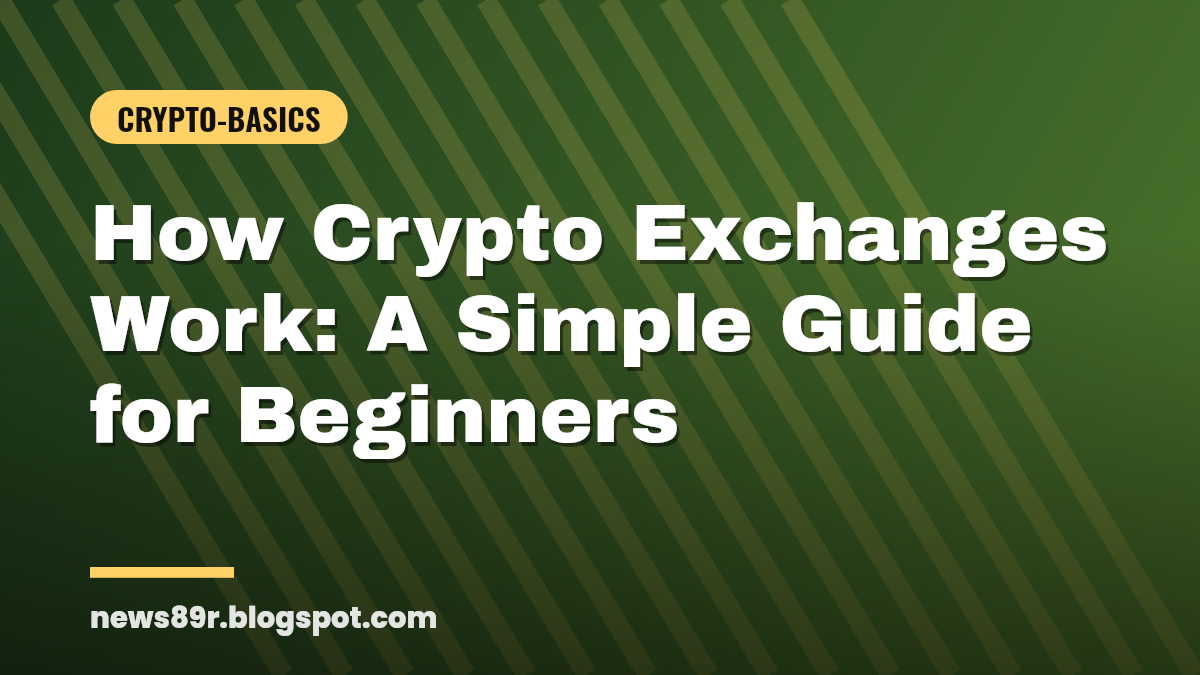 CRYPTO-BASICS
How Crypto Exchanges
Work: A Simple Guide
for Beginners
news89r.blogspot.com